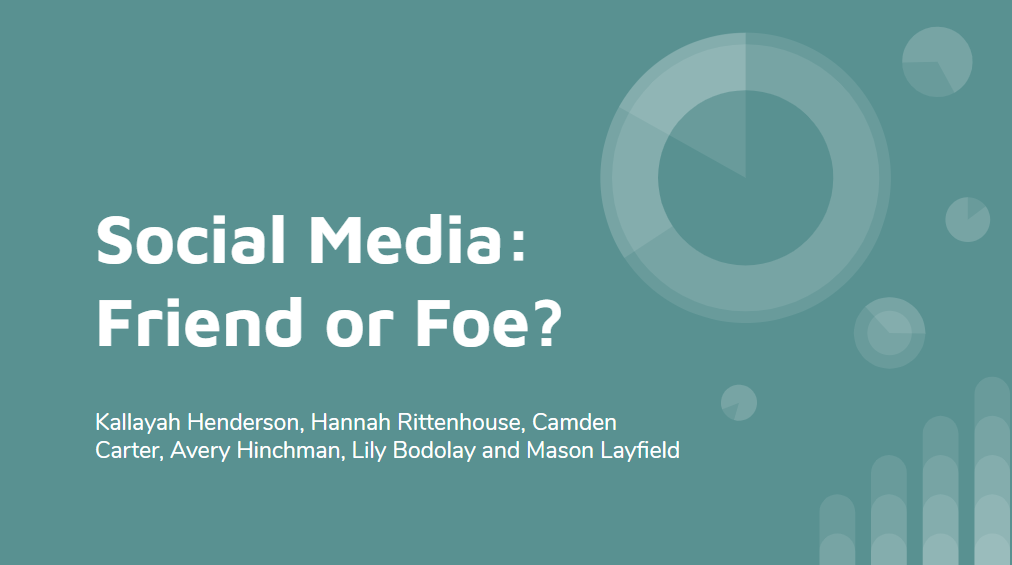 Social Media:
Friend or Foe?
Kallayah Henderson, Hannah Rittenhouse, Camden
Carter, Avery Hinchman, Lily Bodolay and Mason Layfield